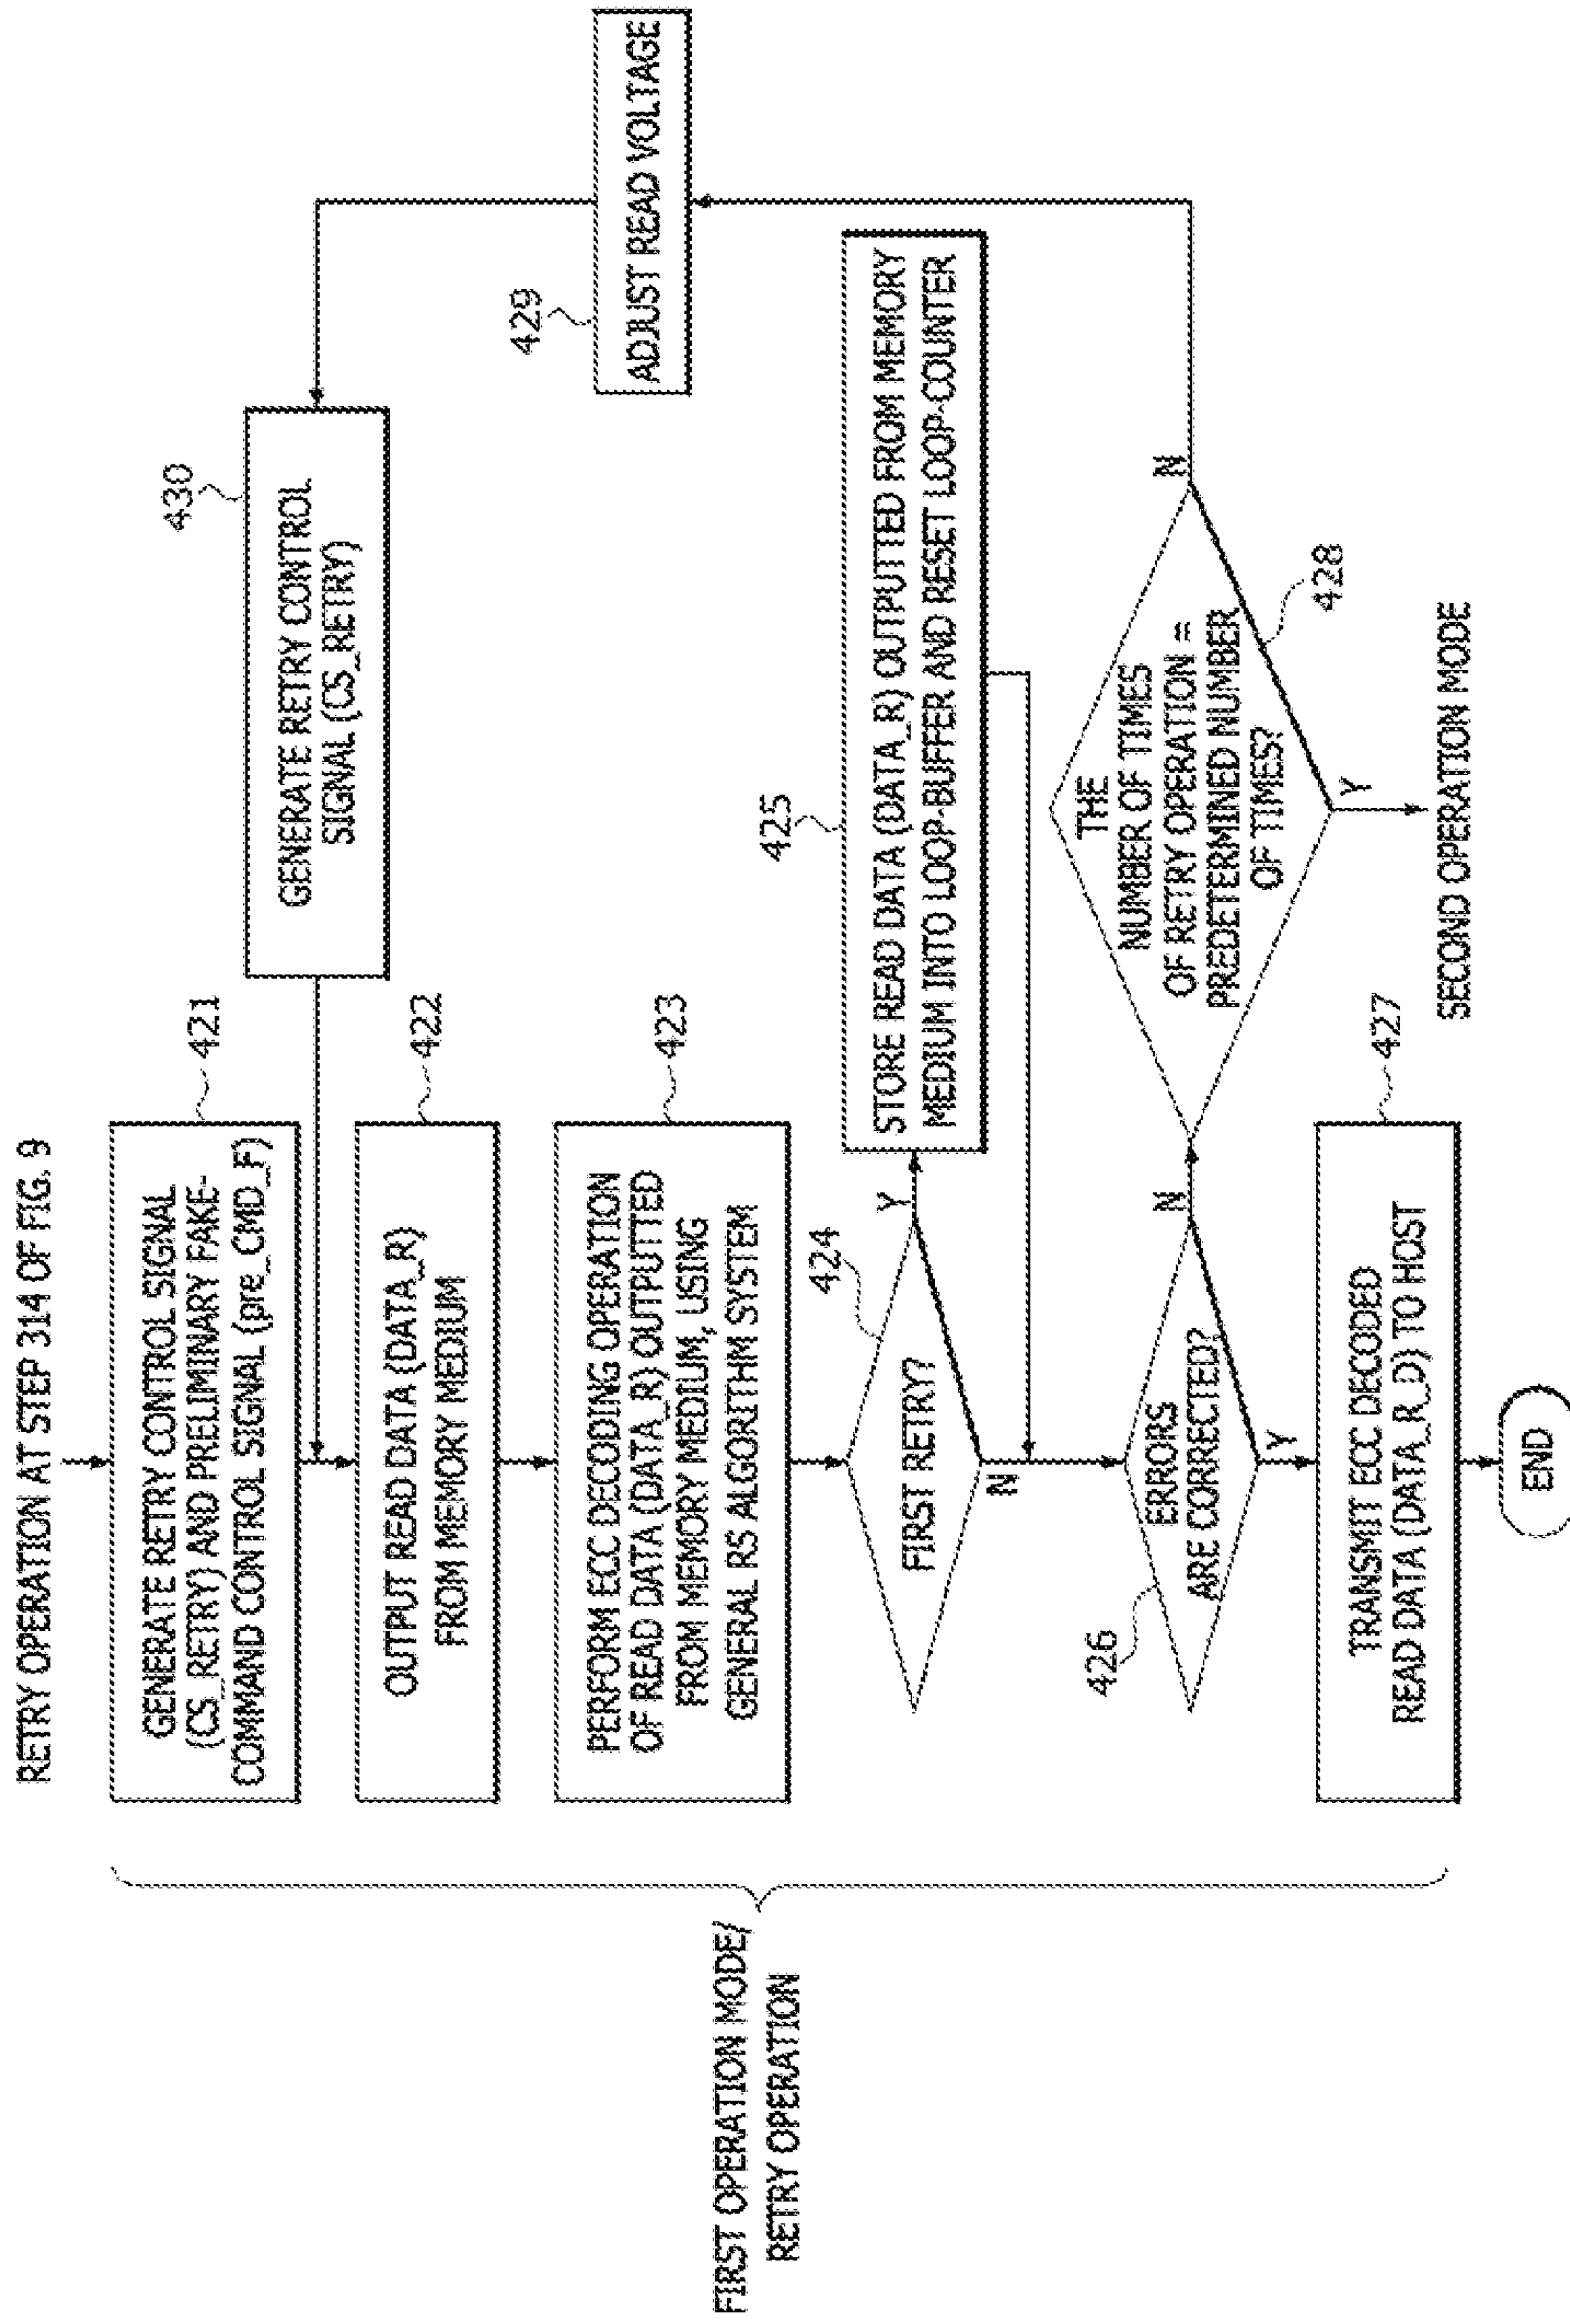 RETRY OPERATION AT STEP 314 OF FIG. 9
GENERATE RETRY CONTROL SIGNAL
(CS_RETRY) AND PRELIMINARY FAKE-
COMMAND CONTROL SIGNAL (pre_CMD_F)
421
OUTPUT READ DATA (DATA_R)
FROM MEMORY MEDIUM
422
PERFORM ECC DECODING OPERATION
OF READ DATA (DATA_R) OUTPUTTED
FROM MEMORY MEDIUM, USING
GENERAL RS ALGORITHM SYSTEM
423
FIRST RETRY?
424
Y
N
STORE READ DATA (DATA_R) OUTPUTTED FROM MEMORY
MEDIUM INTO LOOP-BUFFER AND RESET LOOP-COUNTER
425
ERRORS
ARE CORRECTED?
426
N
Y
TRANSMIT ECC DECODED
READ DATA (DATA_R_D) TO HOST
427
END
THE
NUMBER OF TIMES
OF RETRY OPERATION =
PREDETERMINED NUMBER
OF TIMES?
428
N
Y
SECOND OPERATION MODE
ADJUST READ VOLTAGE
429
GENERATE RETRY CONTROL
SIGNAL (CS_RETRY)
430
FIRST OPERATION MODE/
RETRY OPERATION